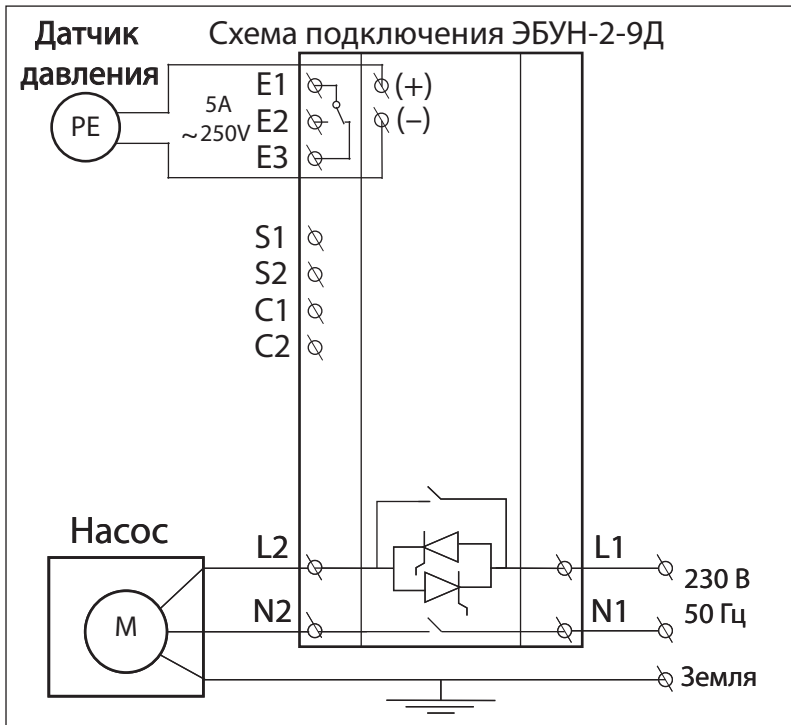 Датчик
давления
Схема подключения ЭБУН-2-9Д
PE
5A
~250V
E1
E2
E3
(+)
(−)
S1
S2
C1
C2
Насос
M
L2
N2
L1
N1
230 В
50 Гц
Земля